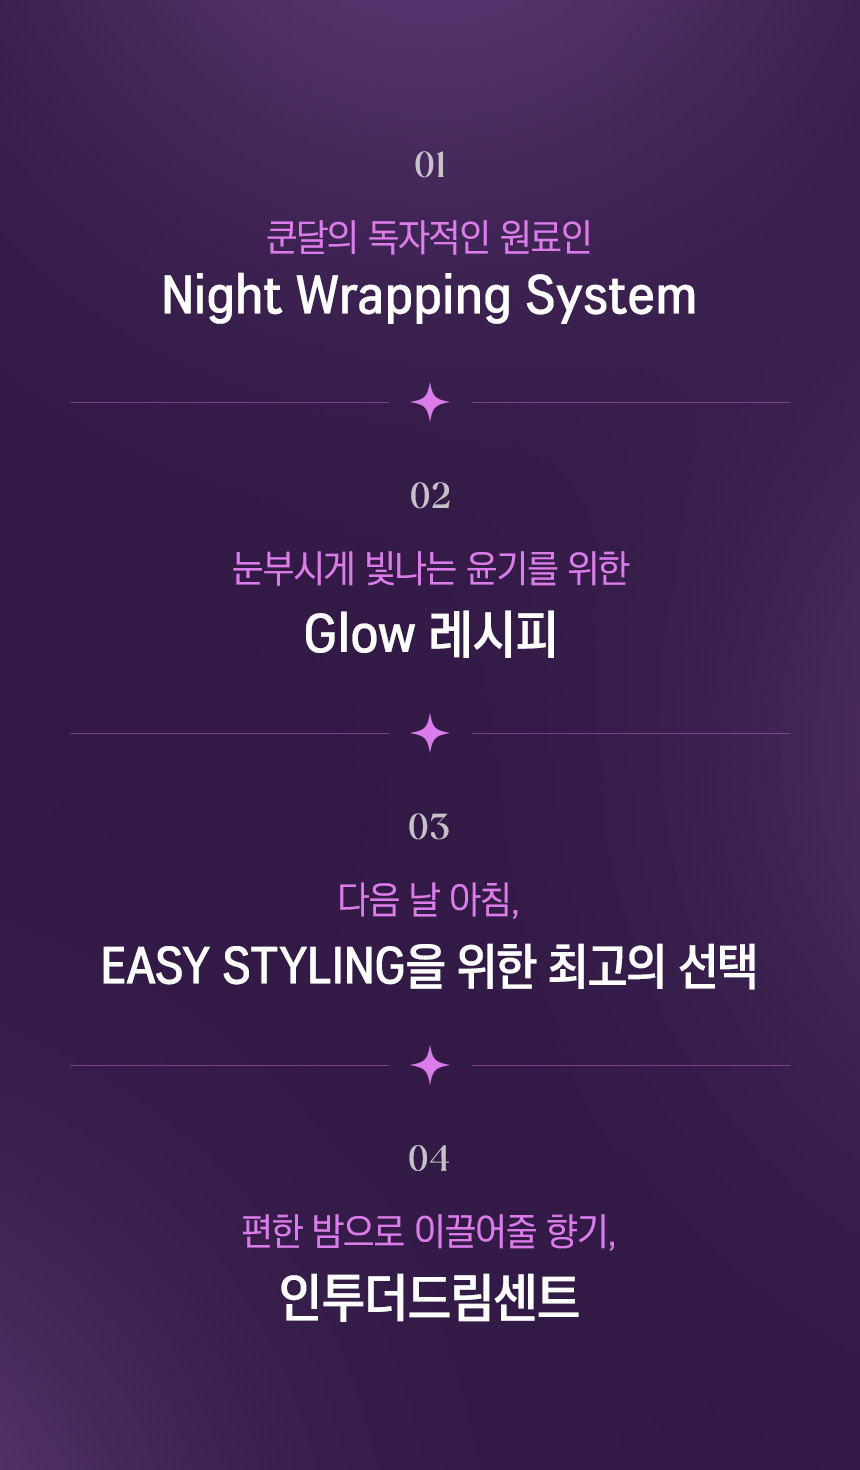 01
쿤달의 독자적인 원료인
Night Wrapping System
02
눈부시게 빛나는 윤기를 위한
Glow 레시피
03
다음 날 아침,
EASY STYLING을 위한 최고의 선택
04
편한 밤으로 이끌어줄 향기,
인투더드림센트